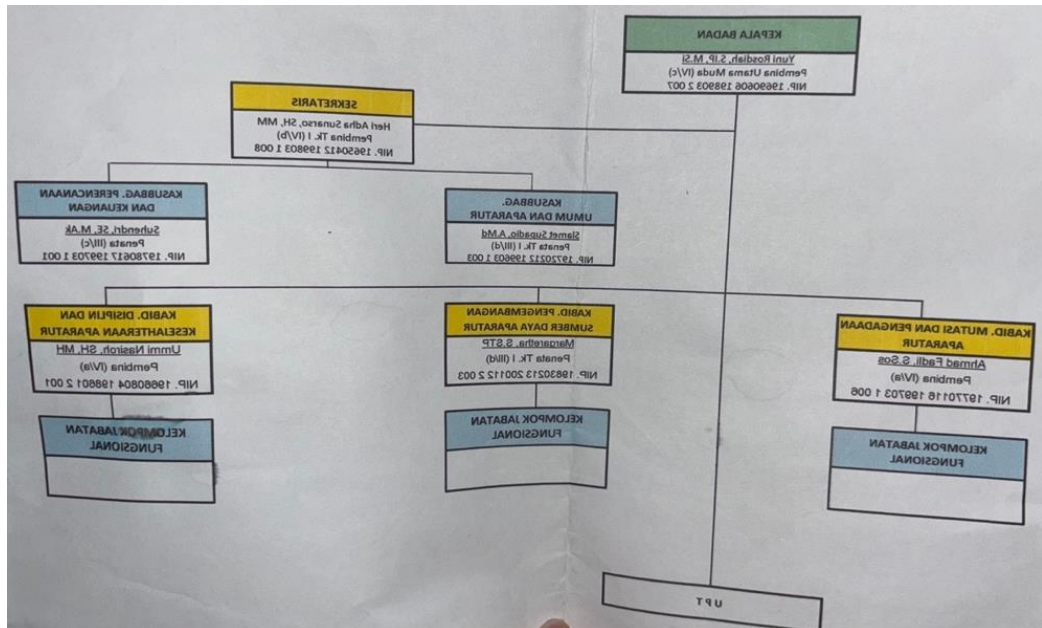 KEPALA BADAN
Yuni Rosdiah, S.IP, M.SI
Pembina Utama Muda (IV/c)
NIP. 19690606 198903 2 007
SEKRETARIS
Heri Adha Sunarso, SH, MM
Pembina Tk. I (IV/b)
NIP. 19650412 199803 1 008
KASUBBAG.
UMUM DAN APARATUR
Slamet Supadio, A.Md
Penata Tk. I (III/d)
NIP. 19720212 199603 1 003
KASUBBAG. PERENCANAAN
DAN KEUANGAN
Suhendri, SE, M.Ak
Penata (III/c)
NIP. 19780617 199703 1 001
KABID. MUTASI DAN PENGADAAN
APARATUR
Ahmad Fadli, S.Sos
Pembina (IV/a)
NIP. 19770116 199703 1 006
KABID. PENGEMBANGAN
SUMBER DAYA APARATUR
Margaretha, S.STP
Penata Tk. I (III/d)
NIP. 19830213 200112 2 003
KABID. DISIPLIN DAN
KESEJAHTERAAN APARATUR
Ummi Nasiroh, SH, MH
Pembina (IV/a)
NIP. 19680804 198801 2 001
KELOMPOK JABATAN
FUNGSIONAL
KELOMPOK JABATAN
FUNGSIONAL
KELOMPOK JABATAN
FUNGSIONAL
U P T